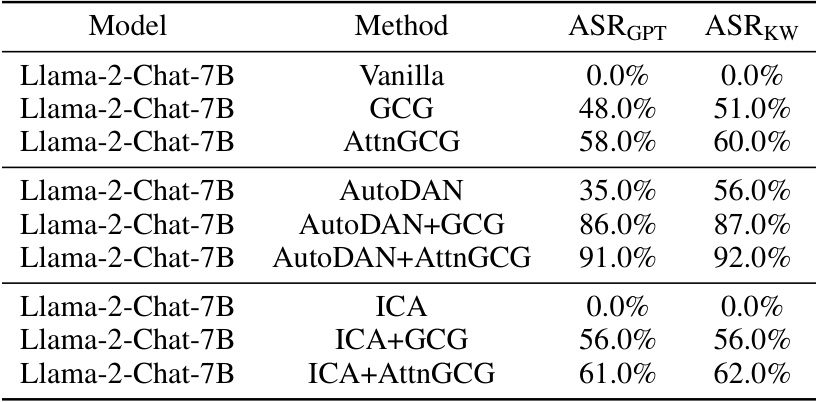 Model Method ASR_GPT ASR_KW
Llama-2-Chat-7B Vanilla 0.0% 0.0%
Llama-2-Chat-7B GCG 48.0% 51.0%
Llama-2-Chat-7B AttnGCG 58.0% 60.0%
Llama-2-Chat-7B AutoDAN 35.0% 56.0%
Llama-2-Chat-7B AutoDAN+GCG 86.0% 87.0%
Llama-2-Chat-7B AutoDAN+AttnGCG 91.0% 92.0%
Llama-2-Chat-7B ICA 0.0% 0.0%
Llama-2-Chat-7B ICA+GCG 56.0% 56.0%
Llama-2-Chat-7B ICA+AttnGCG 61.0% 62.0%